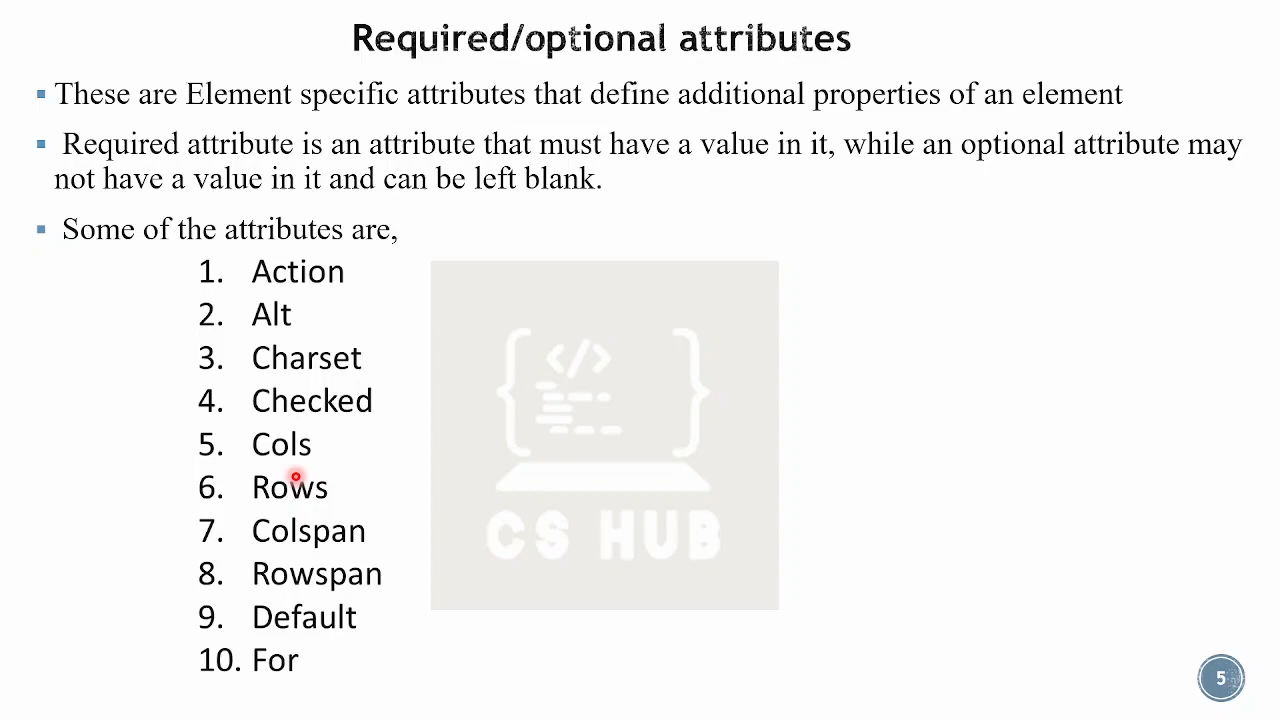 Required/optional attributes
▪ These are Element specific attributes that define additional properties of an element
▪ Required attribute is an attribute that must have a value in it, while an optional attribute may
not have a value in it and can be left blank.
▪ Some of the attributes are,
1. Action
2. Alt
3. Charset
4. Checked
5. Cols
6. Rows
7. Colspan
8. Rowspan
9. Default
10. For
</>
CS HUB
5